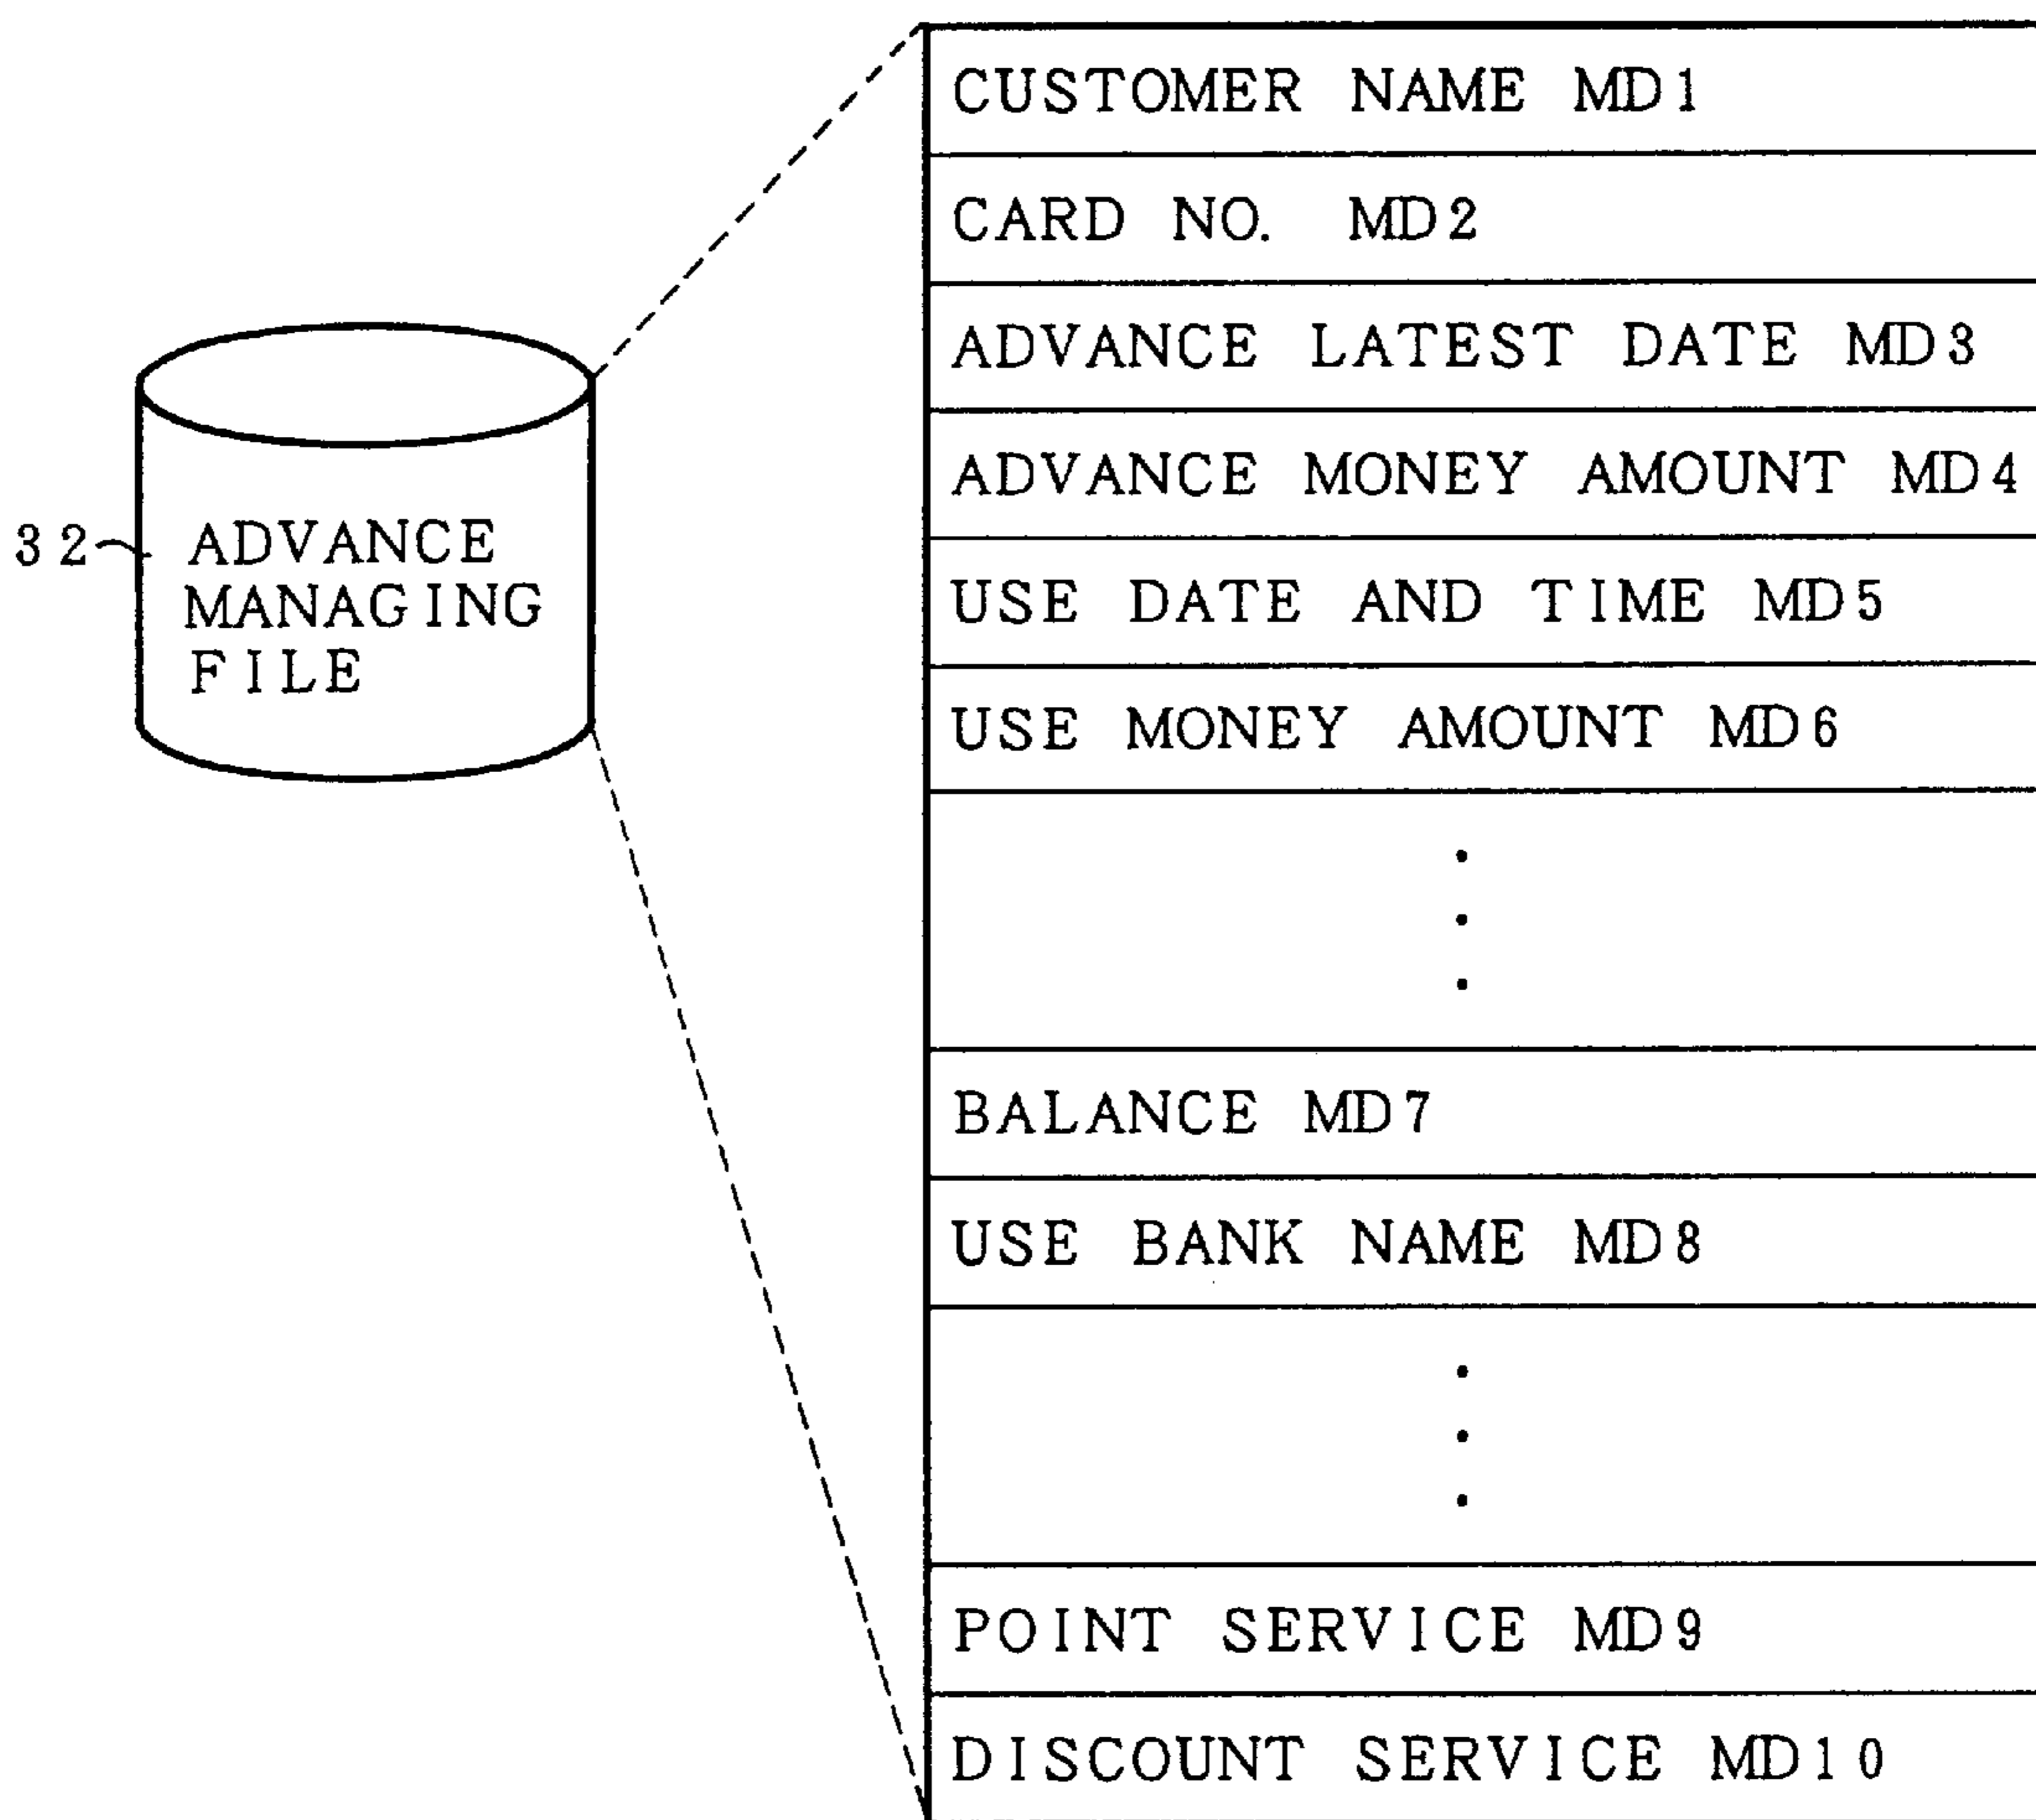 32
ADVANCE
MANAGING
FILE
CUSTOMER NAME MD1
CARD NO. MD2
ADVANCE LATEST DATE MD3
ADVANCE MONEY AMOUNT MD4
USE DATE AND TIME MD5
USE MONEY AMOUNT MD6
BALANCE MD7
USE BANK NAME MD8
POINT SERVICE MD9
DISCOUNT SERVICE MD10